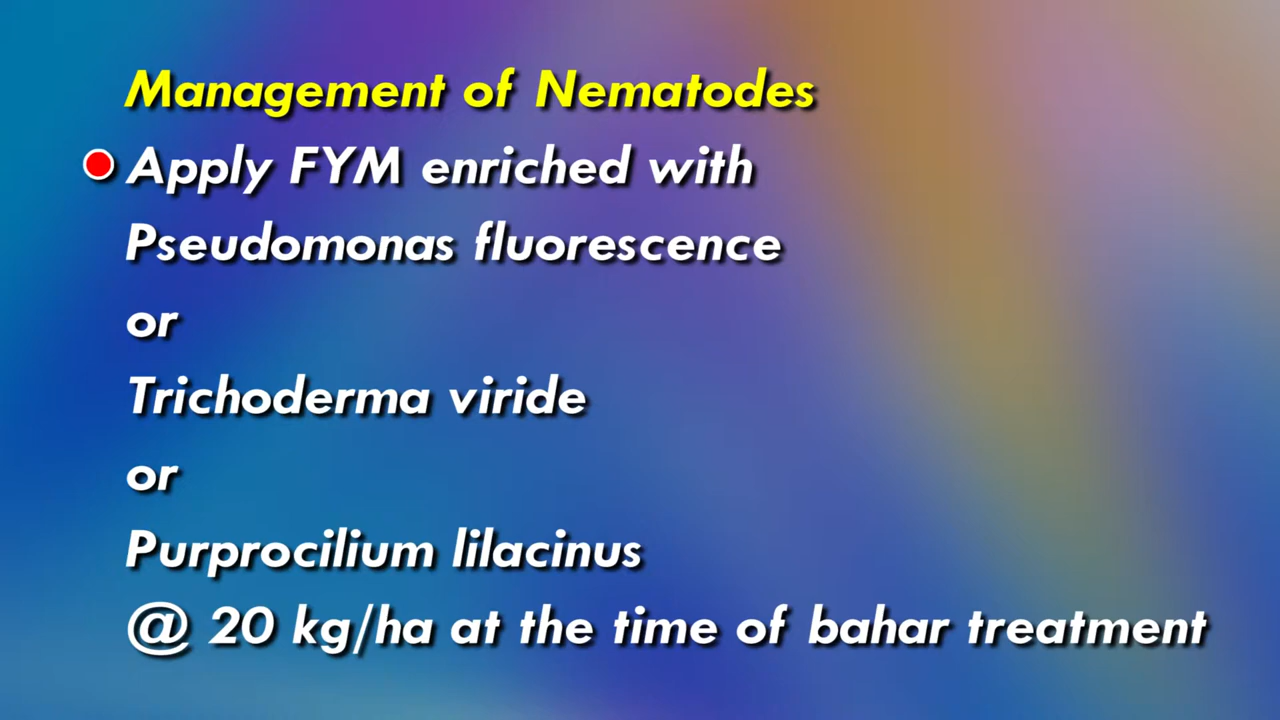 Management of Nematodes
Apply FYM enriched with
Pseudomonas fluorescence
or
Trichoderma viride
or
Purprocilium lilacinus
@ 20 kg/ha at the time of bahar treatment